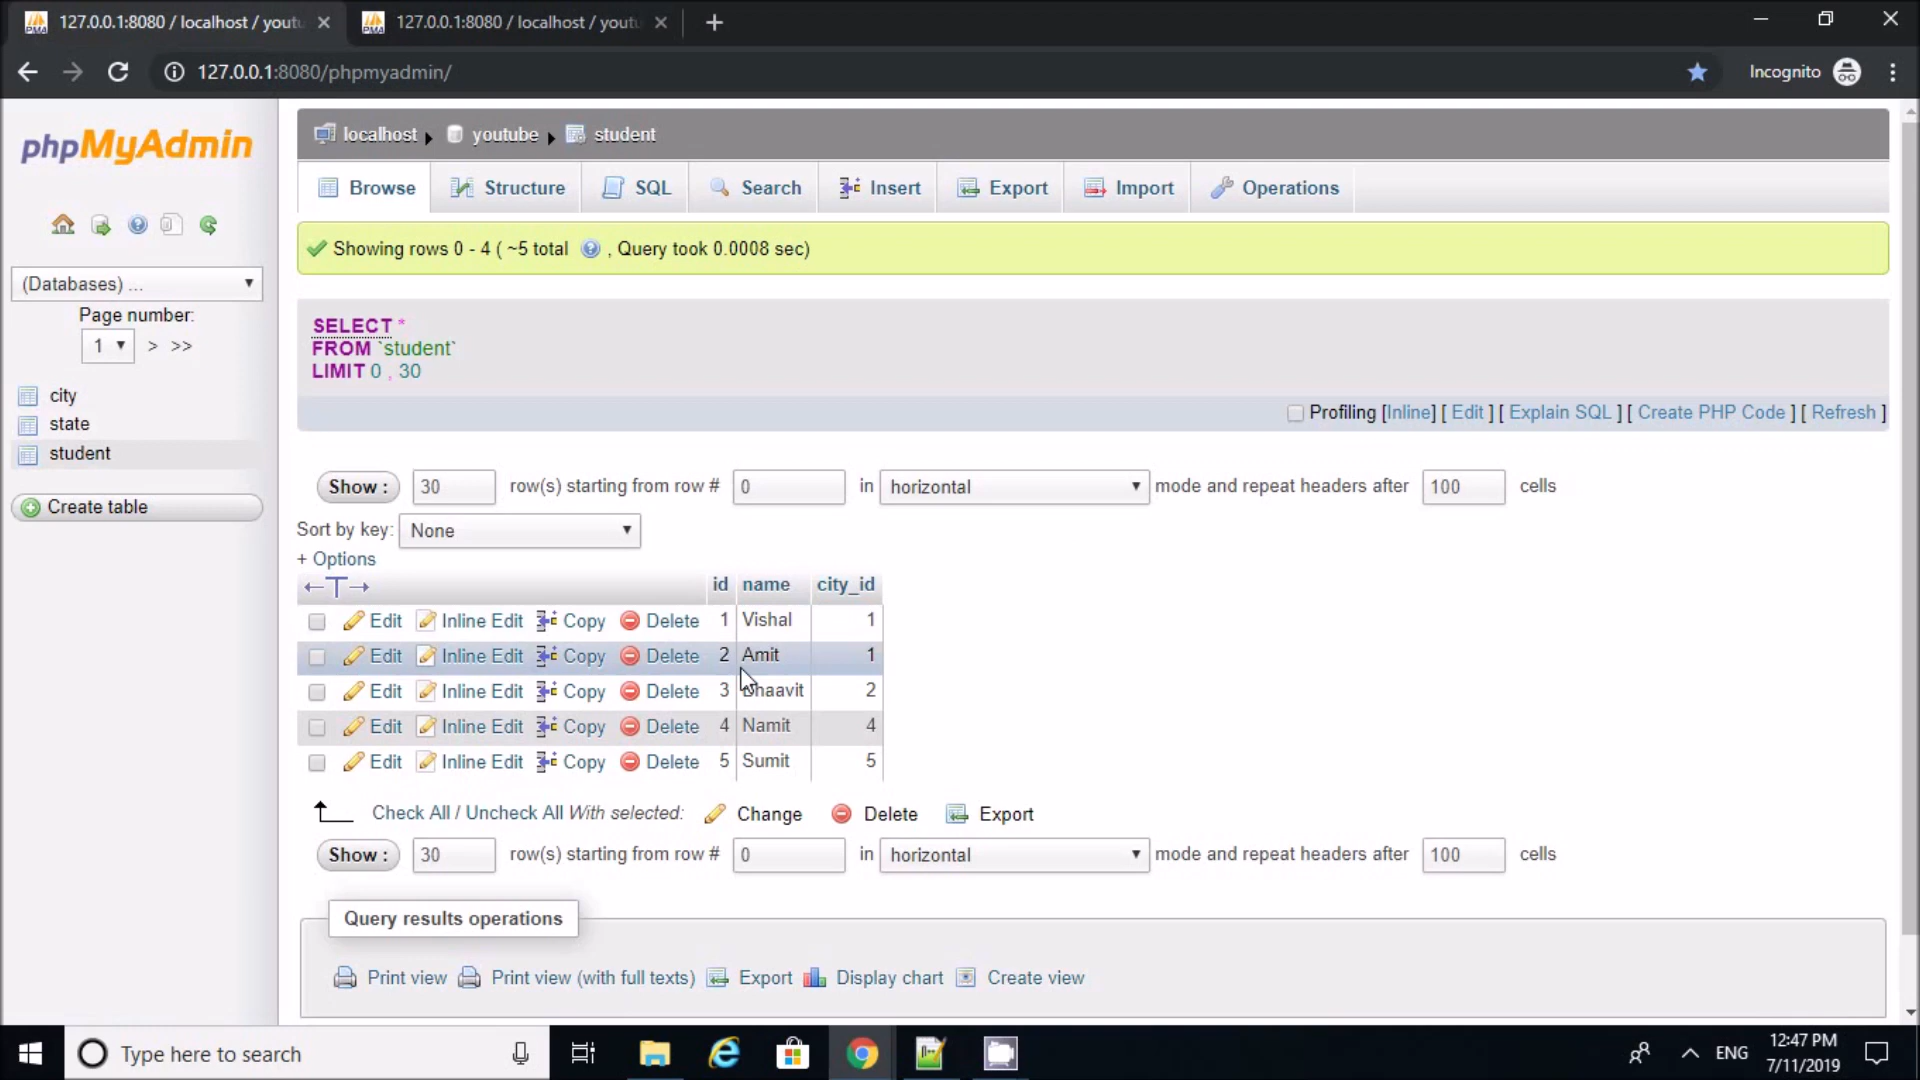 127.0.0.1:8080 / localhost / youtu
127.0.0.1:8080 / localhost / youtu
127.0.0.1:8080/phpmyadmin/
Incognito
phpMyAdmin
(Databases) ...
Page number:
1 > >>
city
state
student
Create table
localhost youtube student
Browse Structure SQL Search Insert Export Import Operations
Showing rows 0 - 4 ( ~5 total , Query took 0.0008 sec)
SELECT *
FROM `student`
LIMIT 0 , 30
Profiling [Inline] [ Edit ] [ Explain SQL ] [ Create PHP Code ] [ Refresh ]
Show : 30 row(s) starting from row # 0 in horizontal mode and repeat headers after 100 cells
Sort by key: None
+ Options
←T→ id name city_id
Edit Inline Edit Copy Delete 1 Vishal 1
Edit Inline Edit Copy Delete 2 Amit 1
Edit Inline Edit Copy Delete 3 2
Edit Inline Edit Copy Delete 4 Namit 4
Edit Inline Edit Copy Delete 5 Sumit 5
Check All / Uncheck All With selected: Change Delete Export
Show : 30 row(s) starting from row # 0 in horizontal mode and repeat headers after 100 cells
Query results operations
Print view Print view (with full texts) Export Display chart Create view
Type here to search
ENG
12:47 PM
7/11/2019